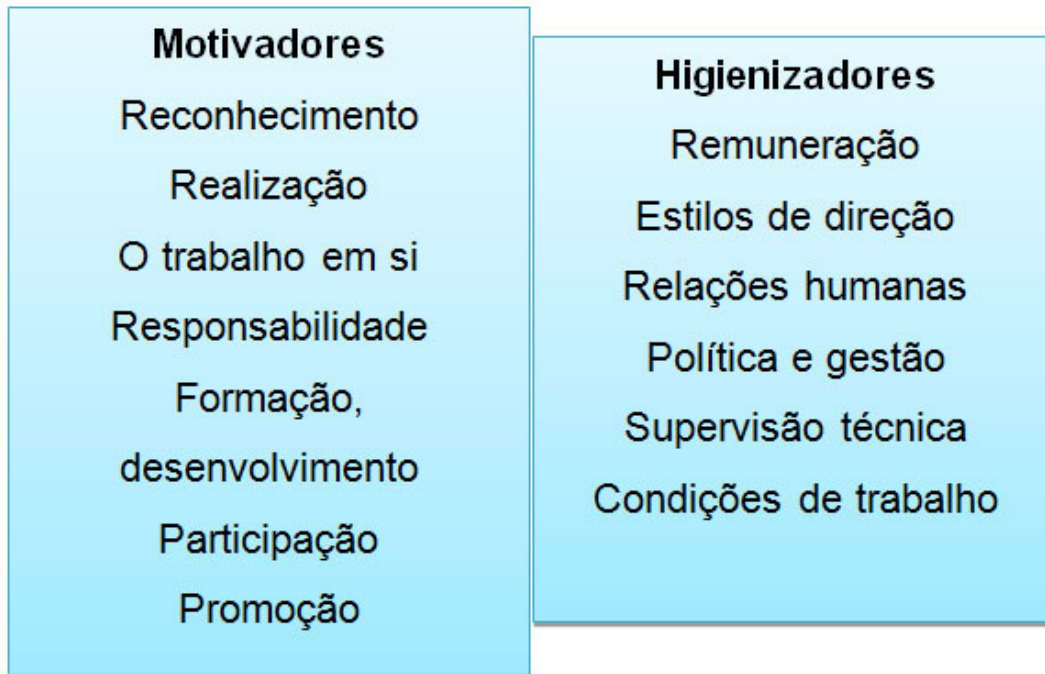 Motivadores
Reconhecimento
Realização
O trabalho em si
Responsabilidade
Formação,
desenvolvimento
Participação
Promoção
Higienizadores
Remuneração
Estilos de direção
Relações humanas
Política e gestão
Supervisão técnica
Condições de trabalho